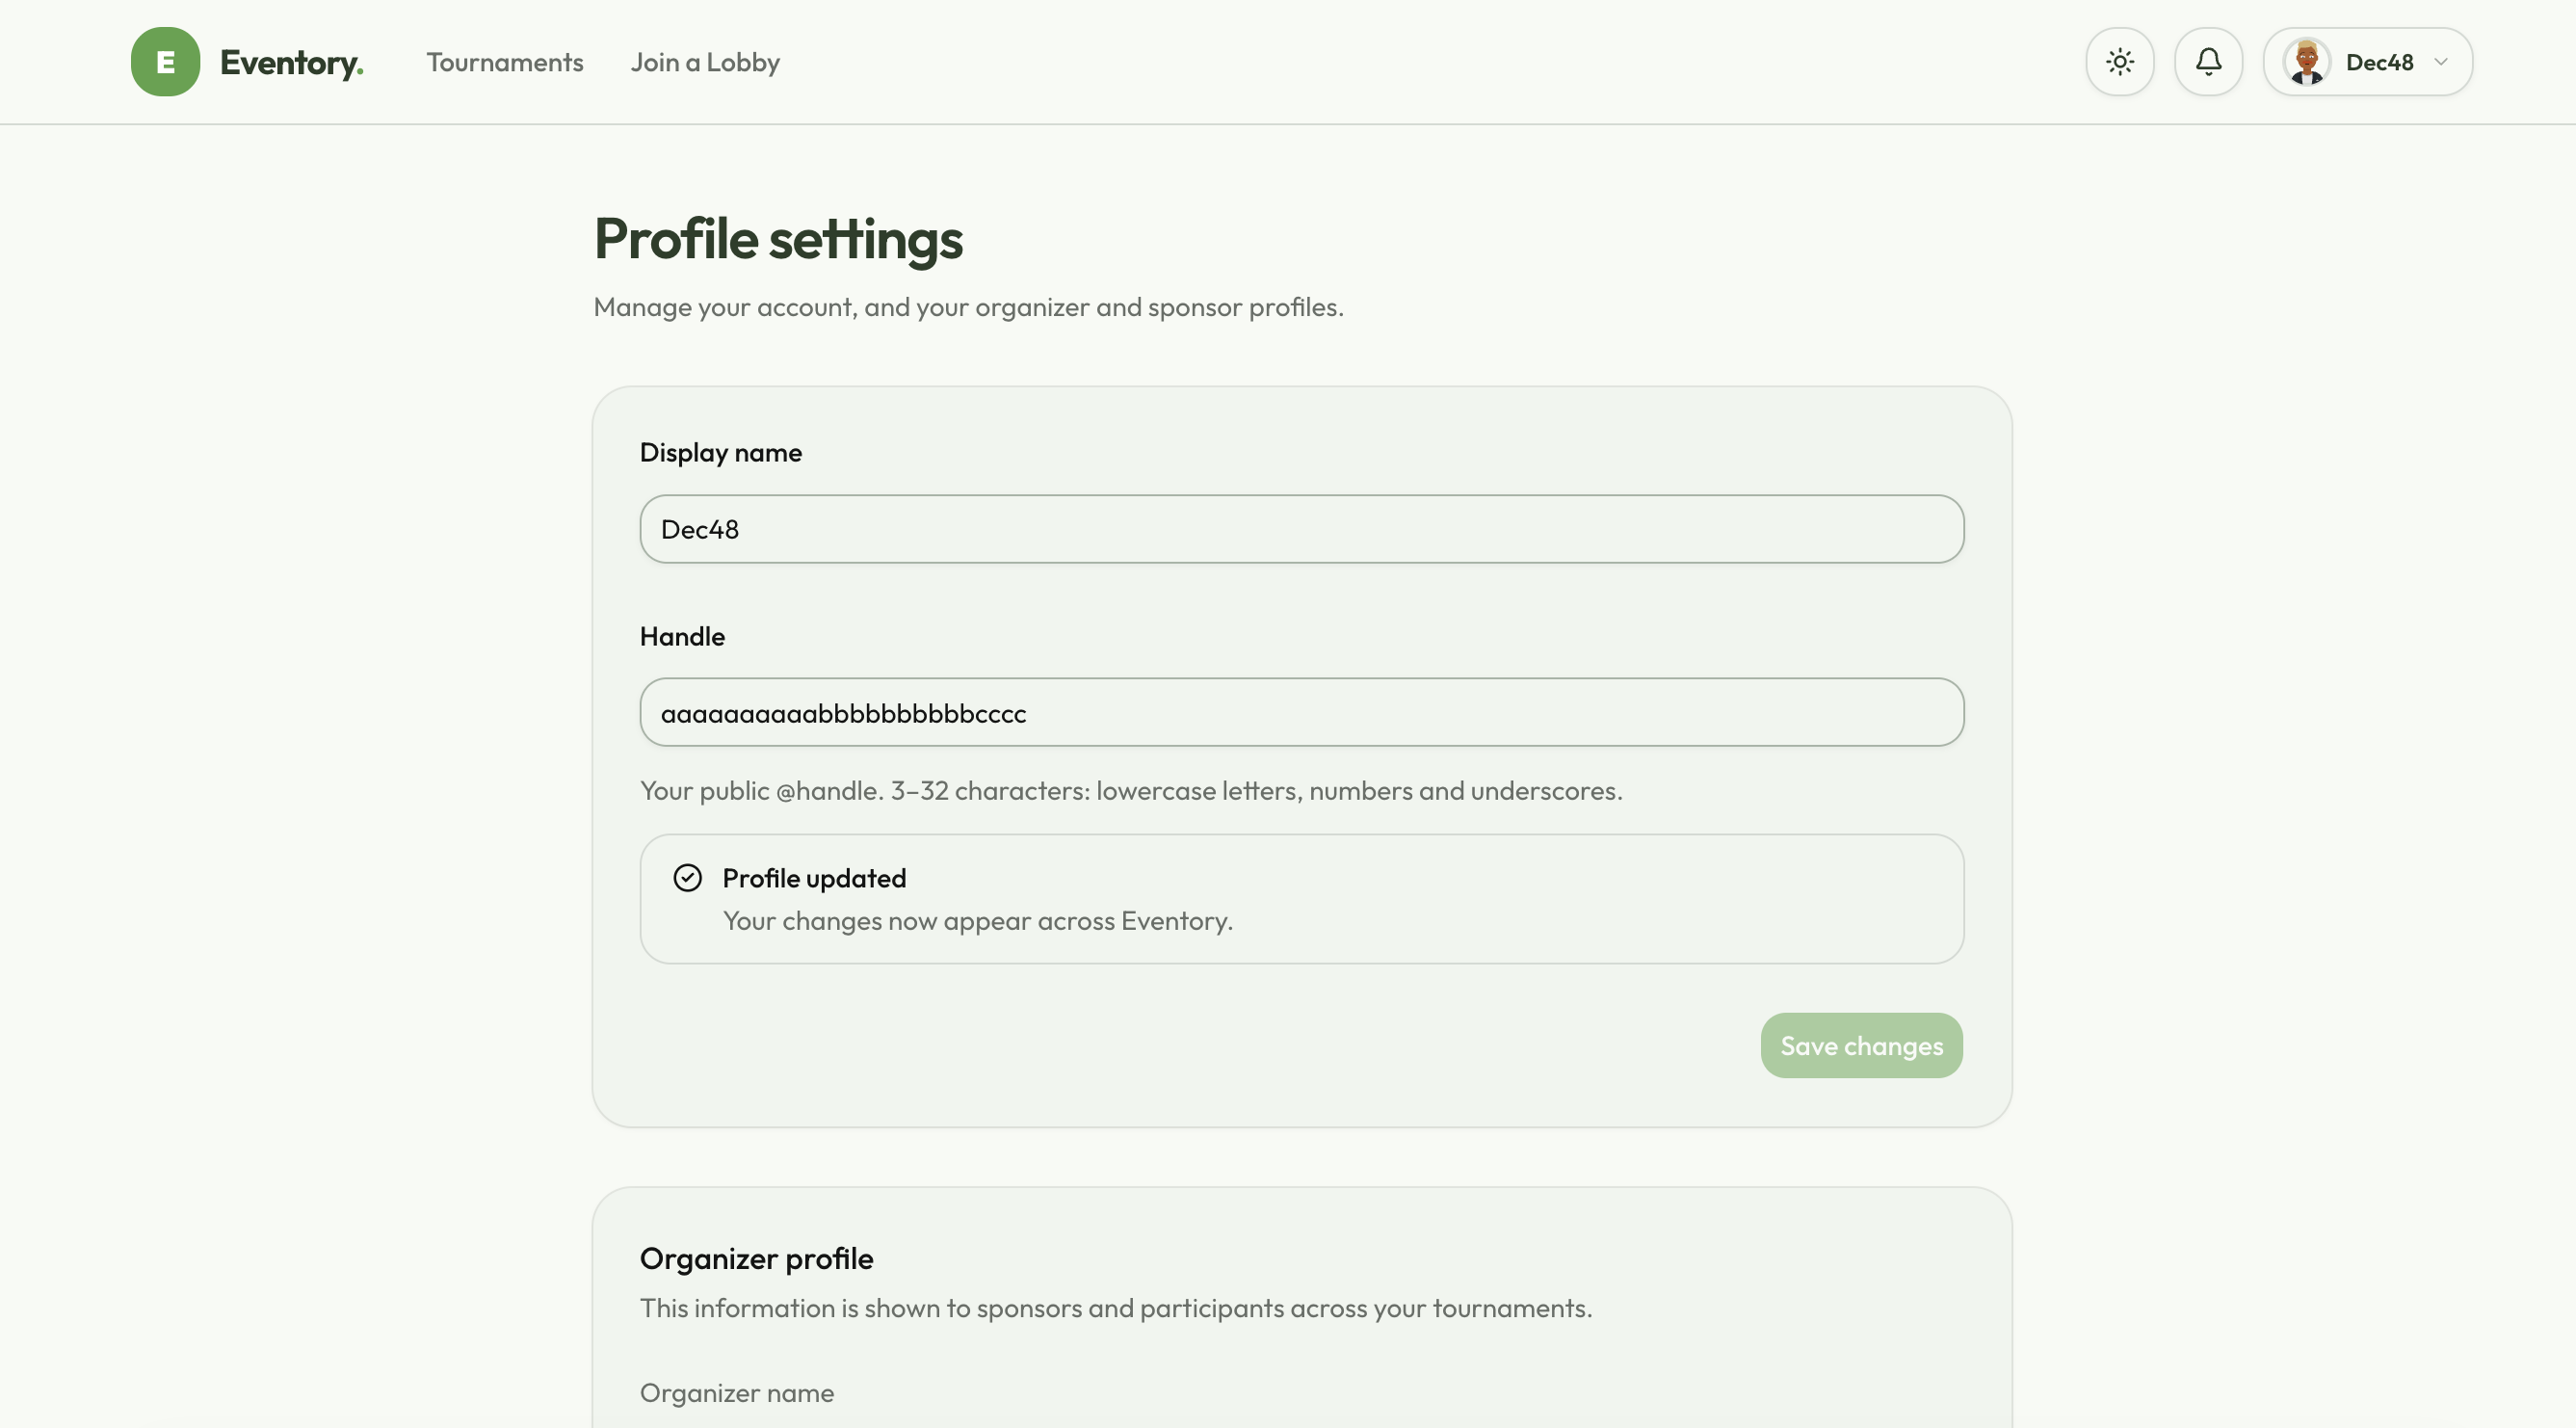 E
Eventory.
Tournaments
Join a Lobby
Dec48
Profile settings
Manage your account, and your organizer and sponsor profiles.
Display name
Dec48
Handle
aaaaaaaaaabbbbbbbbbbcccc
Your public @handle. 3–32 characters: lowercase letters, numbers and underscores.
Profile updated
Your changes now appear across Eventory.
Save changes
Organizer profile
This information is shown to sponsors and participants across your tournaments.
Organizer name